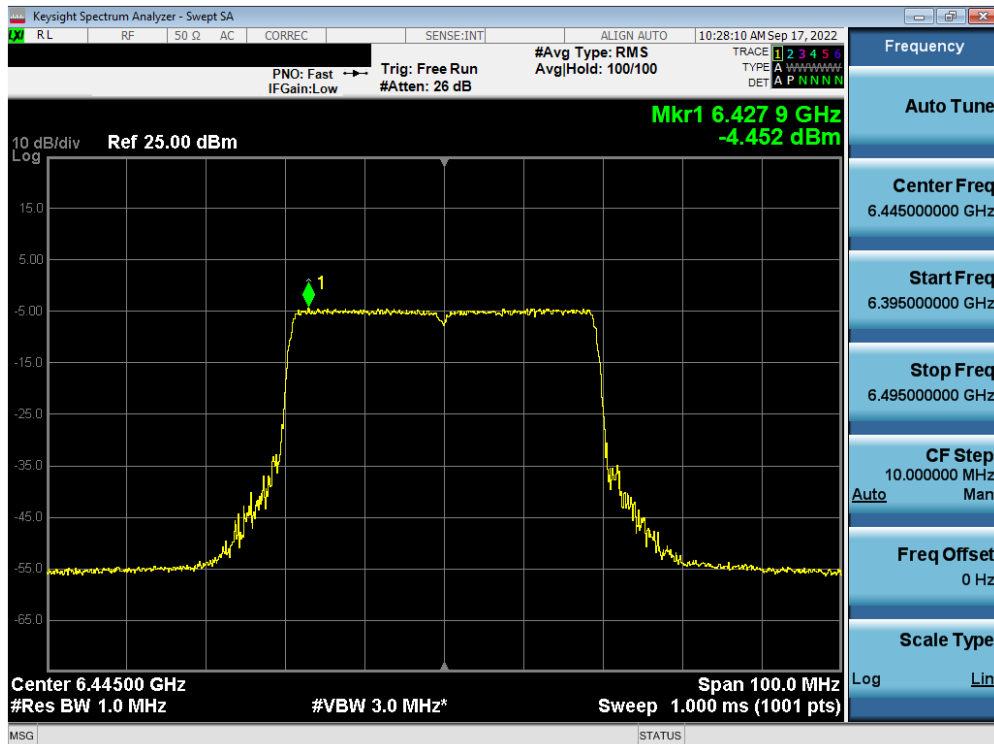 Keysight Spectrum Analyzer - Swept SA
LXI RL RF 50 Ω AC CORREC SENSE:INT ALIGN AUTO 10:28:10 AM Sep 17, 2022
PNO: Fast
IFGain:Low
Trig: Free Run
#Atten: 26 dB
#Avg Type: RMS
Avg|Hold: 100/100
TRACE 1 2 3 4 5 6
TYPE A W W W W W
DET A P N N N N
Mkr1 6.427 9 GHz
-4.452 dBm
10 dB/div Ref 25.00 dBm
Log
15.0
5.00
-5.00
-15.0
-25.0
-35.0
-45.0
-55.0
-65.0
1
Center 6.44500 GHz Span 100.0 MHz
#Res BW 1.0 MHz #VBW 3.0 MHz* Sweep 1.000 ms (1001 pts)
MSG STATUS
Frequency
Auto Tune
Center Freq
6.445000000 GHz
Start Freq
6.395000000 GHz
Stop Freq
6.495000000 GHz
CF Step
10.000000 MHz
Auto Man
Freq Offset
0 Hz
Scale Type
Log Lin